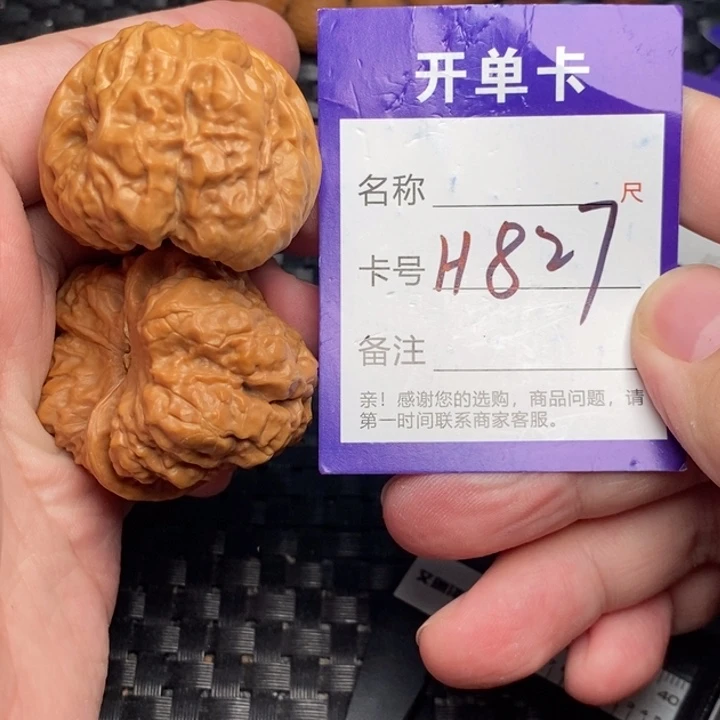 开单卡
名称 尺
卡号 H827
备注
亲！感谢您的选购，商品问题，请
第一时间联系商家客服。
40